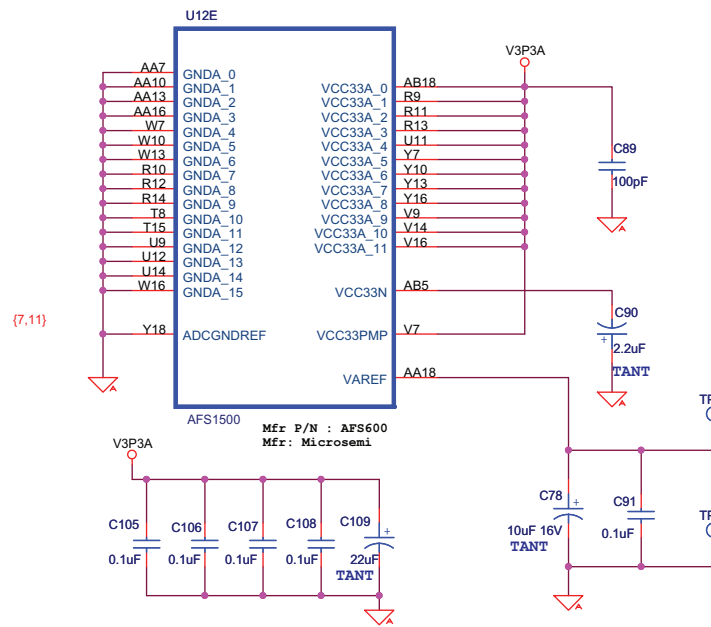 U12E
V3P3A
AA7 GNDA_0
AA10 GNDA_1
AA13 GNDA_2
AA16 GNDA_3
W7 GNDA_4
W10 GNDA_5
W13 GNDA_6
R10 GNDA_7
R12 GNDA_8
R14 GNDA_9
T8 GNDA_10
T15 GNDA_11
U9 GNDA_12
U12 GNDA_13
U14 GNDA_14
W16 GNDA_15
Y18 ADCGNDREF
VCC33A_0 AB18
VCC33A_1 R9
VCC33A_2 R11
VCC33A_3 R13
VCC33A_4 U11
VCC33A_5 Y7
VCC33A_6 Y10
VCC33A_7 Y13
VCC33A_8 Y16
VCC33A_9 V9
VCC33A_10 V14
VCC33A_11 V16
VCC33N AB5
VCC33PMP V7
VAREF AA18
C89
100pF
A
{7,11}
C90
+
2.2uF
TANT
A
A
AFS1500
Mfr P/N : AFS600
Mfr: Microsemi
TP
V3P3A
C105
0.1uF
C106
0.1uF
C107
0.1uF
C108
0.1uF
C109
+
22uF
TANT
A
C78
+
10uF 16V
TANT
C91
0.1uF
TP
A